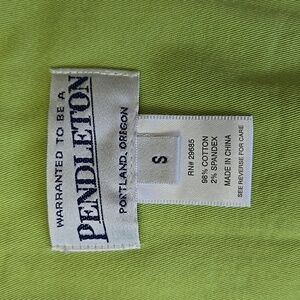 WARRANTED TO BE A
PENDLETON
PORTLAND, OREGON
S
RN# 29685
98% COTTON
2% SPANDEX
MADE IN CHINA
SEE REVERSE FOR CARE